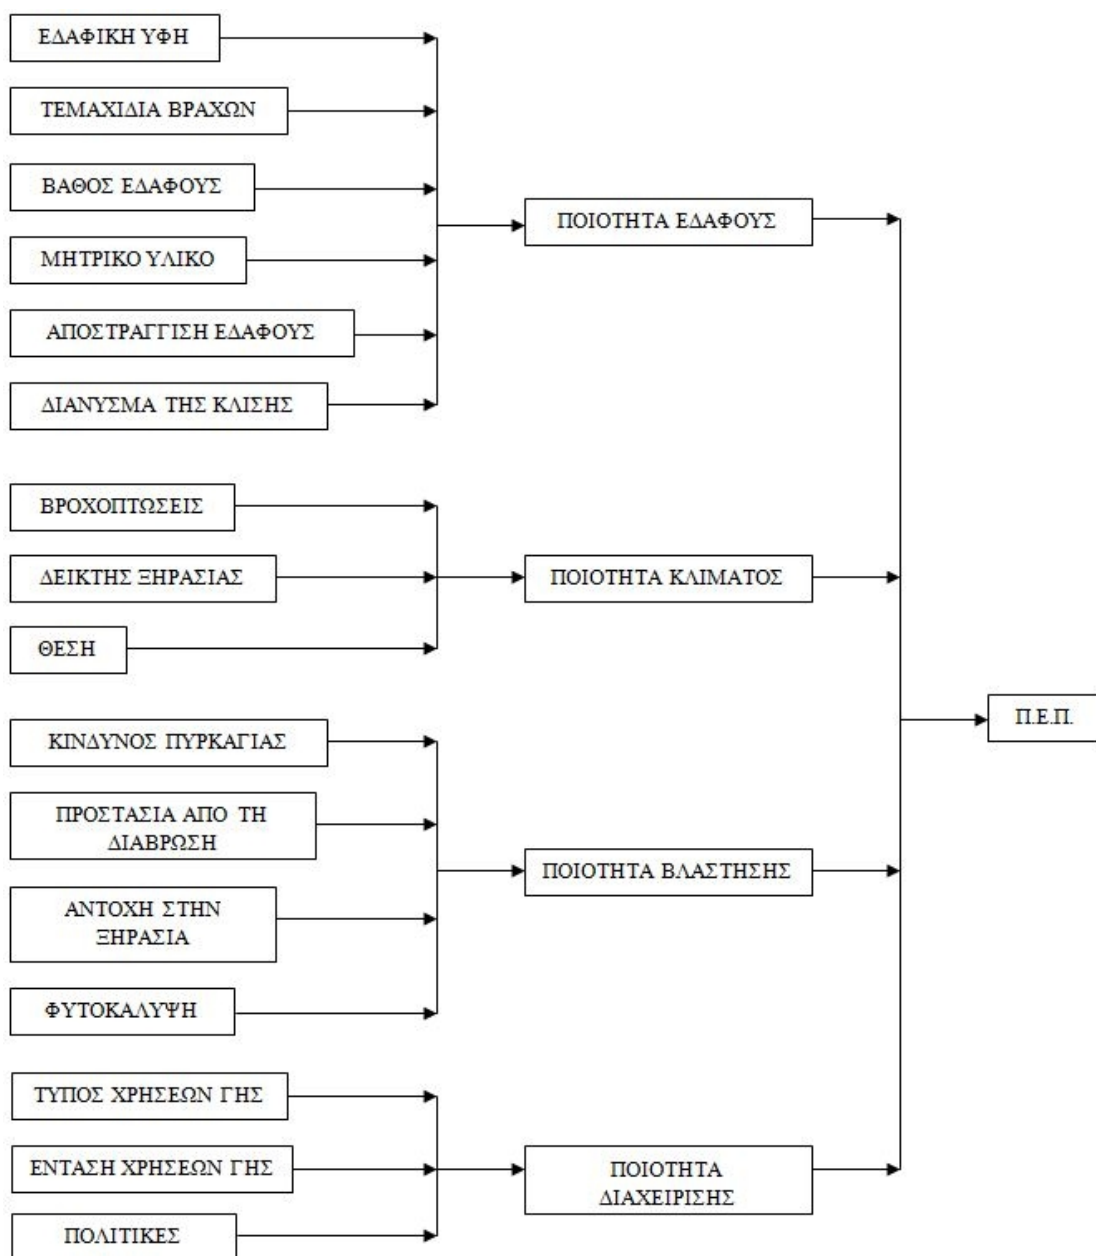 ΕΔΑΦΙΚΗ ΥΦΗ
ΤΕΜΑΧΙΔΙΑ ΒΡΑΧΩΝ
ΒΑΘΟΣ ΕΔΑΦΟΥΣ
ΜΗΤΡΙΚΟ ΥΛΙΚΟ
ΑΠΟΣΤΡΑΓΓΙΣΗ ΕΔΑΦΟΥΣ
ΔΙΑΝΥΣΜΑ ΤΗΣ ΚΛΙΣΗΣ
ΠΟΙΟΤΗΤΑ ΕΔΑΦΟΥΣ
ΒΡΟΧΟΠΤΩΣΕΙΣ
ΔΕΙΚΤΗΣ ΞΗΡΑΣΙΑΣ
ΘΕΣΗ
ΠΟΙΟΤΗΤΑ ΚΛΙΜΑΤΟΣ
ΚΙΝΔΥΝΟΣ ΠΥΡΚΑΓΙΑΣ
ΠΡΟΣΤΑΣΙΑ ΑΠΟ ΤΗ
ΔΙΑΒΡΩΣΗ
ΑΝΤΟΧΗ ΣΤΗΝ
ΞΗΡΑΣΙΑ
ΦΥΤΟΚΑΛΥΨΗ
ΠΟΙΟΤΗΤΑ ΒΛΑΣΤΗΣΗΣ
ΤΥΠΟΣ ΧΡΗΣΕΩΝ ΓΗΣ
ΕΝΤΑΣΗ ΧΡΗΣΕΩΝ ΓΗΣ
ΠΟΛΙΤΙΚΕΣ
ΠΟΙΟΤΗΤΑ
ΔΙΑΧΕΙΡΙΣΗΣ
Π.Ε.Π.